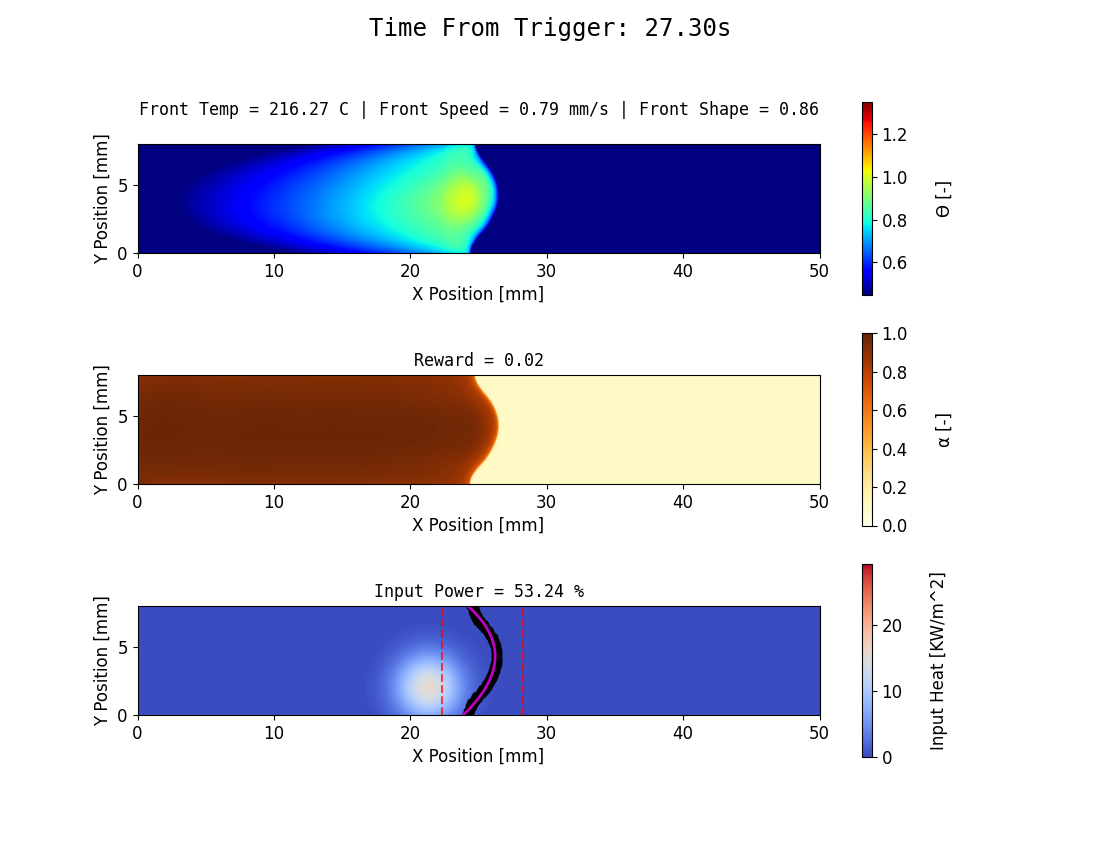 Time From Trigger: 27.30s
Front Temp = 216.27 C | Front Speed = 0.79 mm/s | Front Shape = 0.86
Y Position [mm]
5
0
0 10 20 30 40 50
X Position [mm]
1.2
1.0
0.8
0.6
Θ [-]
Reward = 0.02
Y Position [mm]
5
0
0 10 20 30 40 50
X Position [mm]
1.0
0.8
0.6
0.4
0.2
0.0
α [-]
Input Power = 53.24 %
Y Position [mm]
5
0
0 10 20 30 40 50
X Position [mm]
20
10
0
Input Heat [KW/m^2]